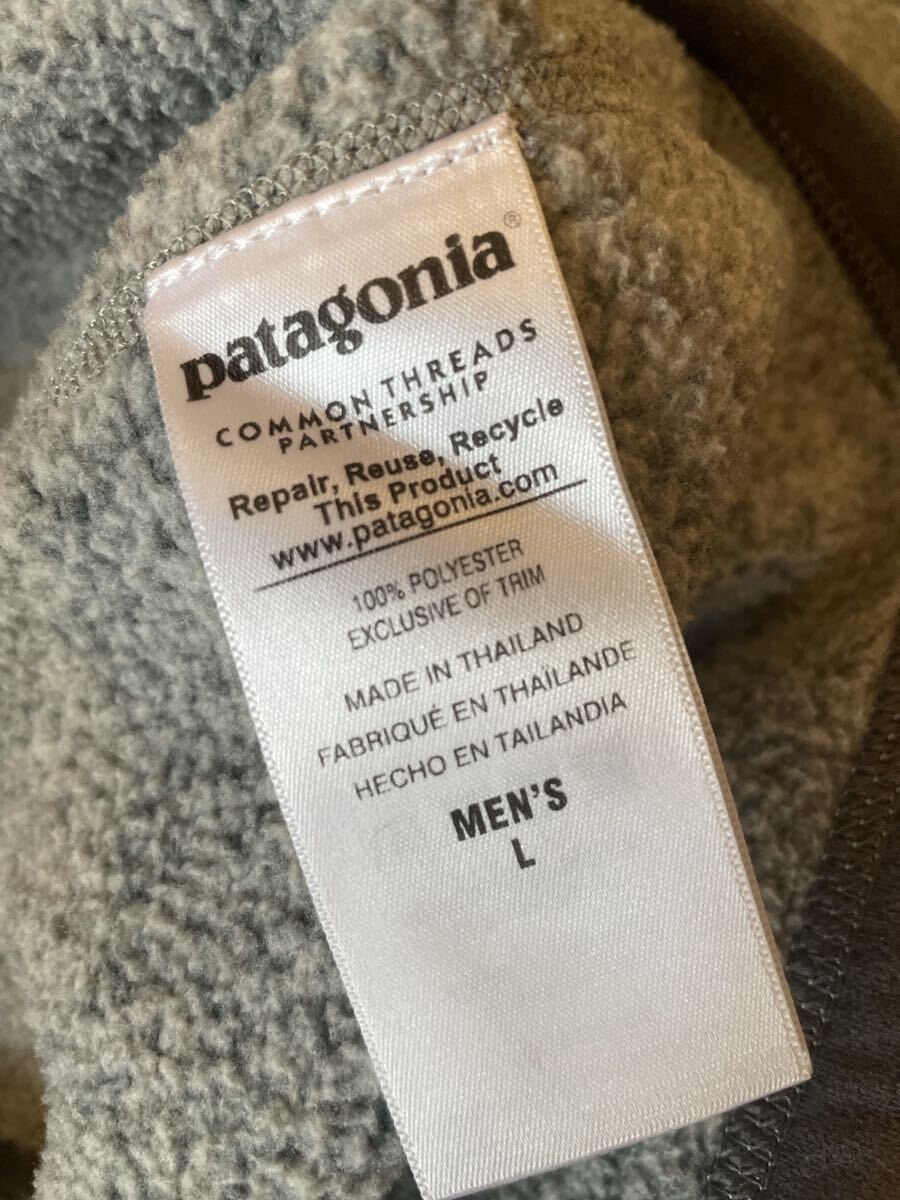 patagonia®
COMMON THREADS
PARTNERSHIP
Repair, Reuse, Recycle
This Product
www.patagonia.com
100% POLYESTER
EXCLUSIVE OF TRIM
MADE IN THAILAND
FABRIQUÉ EN THAÏLANDE
HECHO EN TAILANDIA
MEN'S
L